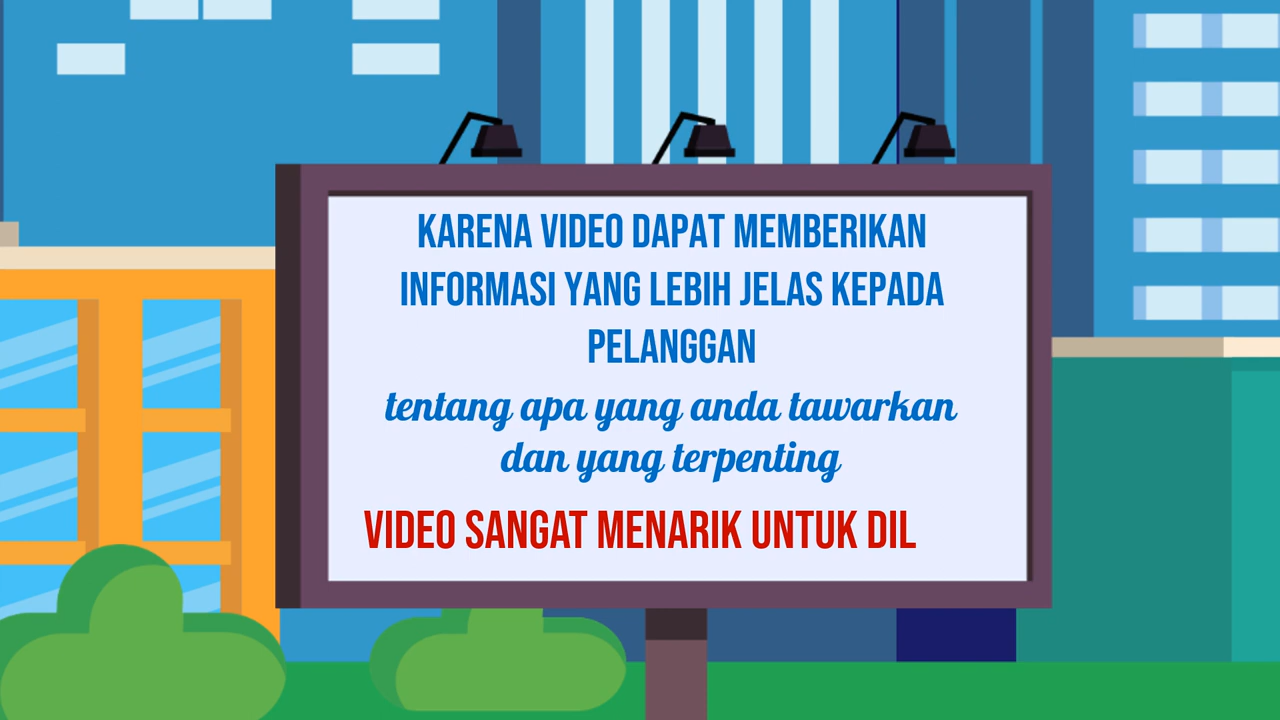 KARENA VIDEO DAPAT MEMBERIKAN
INFORMASI YANG LEBIH JELAS KEPADA
PELANGGAN
tentang apa yang anda tawarkan
dan yang terpenting
VIDEO SANGAT MENARIK UNTUK DIL